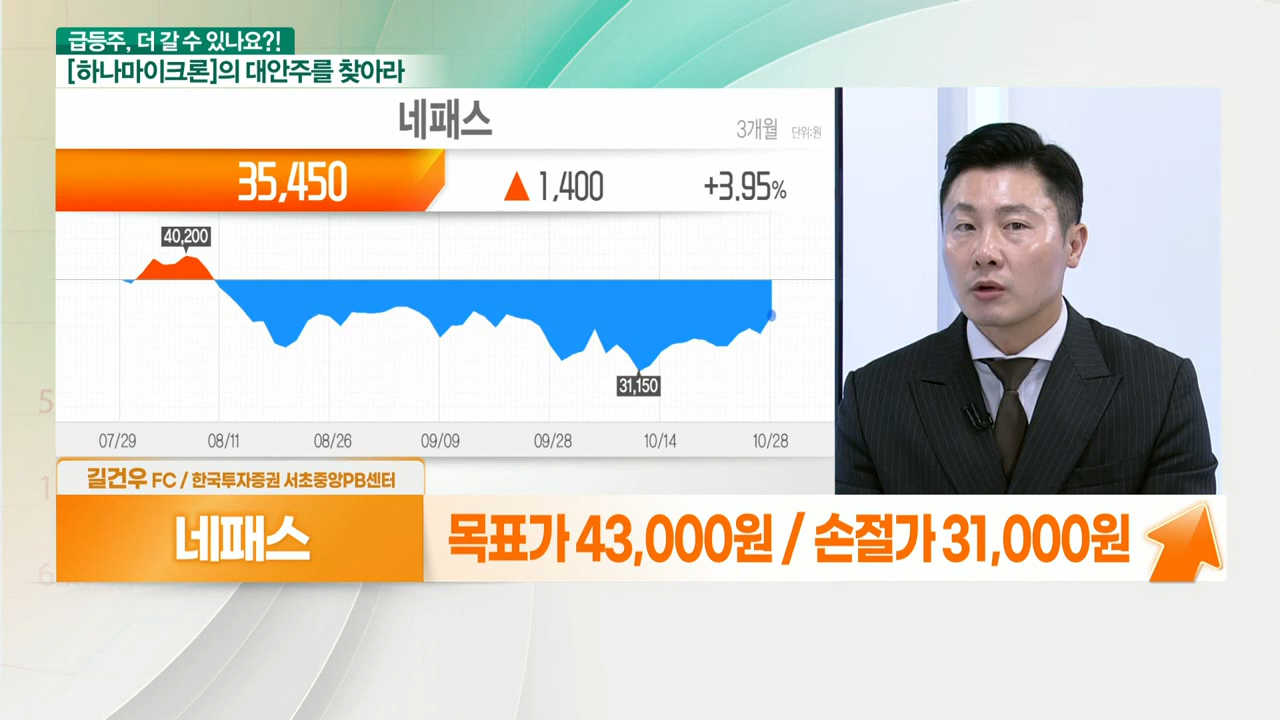 급등주, 더 갈 수 있나요?!
[하나마이크론]의 대안주를 찾아라
네패스
3개월 단위:원
35,450 ▲ 1,400 +3.95%
40,200
31,150
07/29 08/11 08/26 09/09 09/28 10/14 10/28
길건우 FC / 한국투자증권 서초중앙PB센터
네패스
목표가 43,000원 / 손절가 31,000원